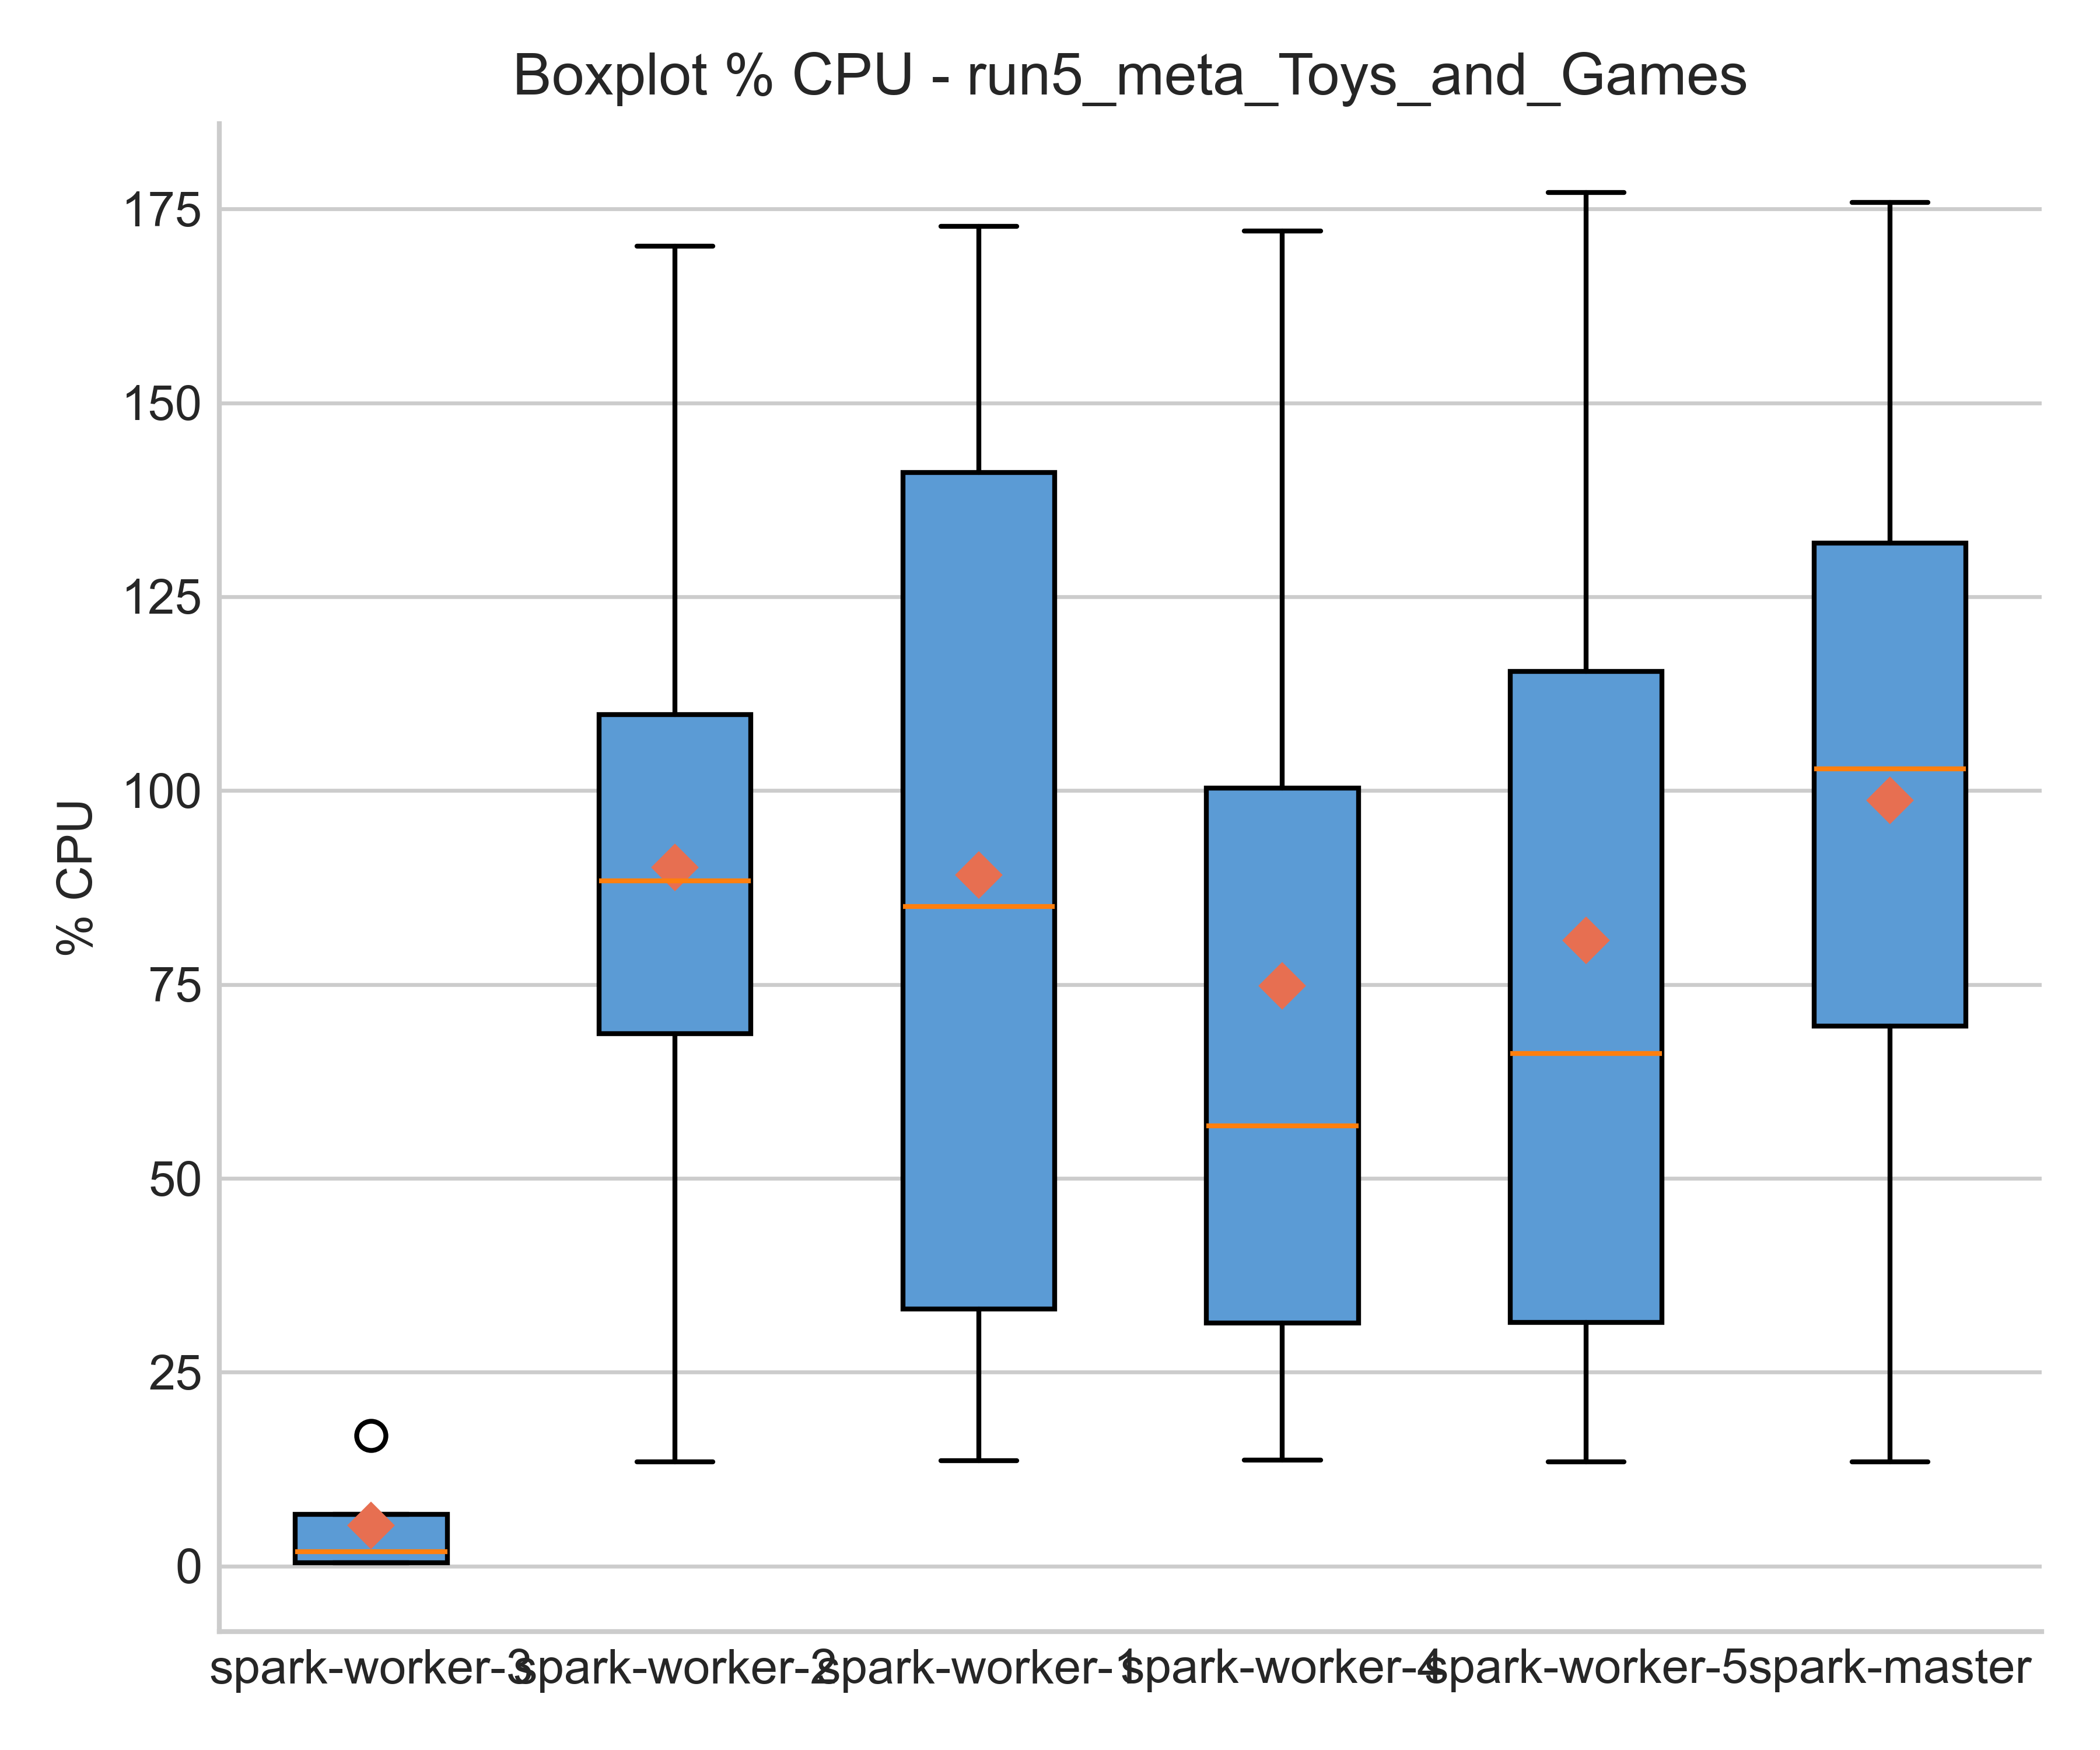 Boxplot % CPU - run5_meta_Toys_and_Games
% CPU
175
150
125
100
75
50
25
0
spark-worker-3 spark-worker-2 spark-worker-1 spark-worker-4 spark-worker-5 spark-master